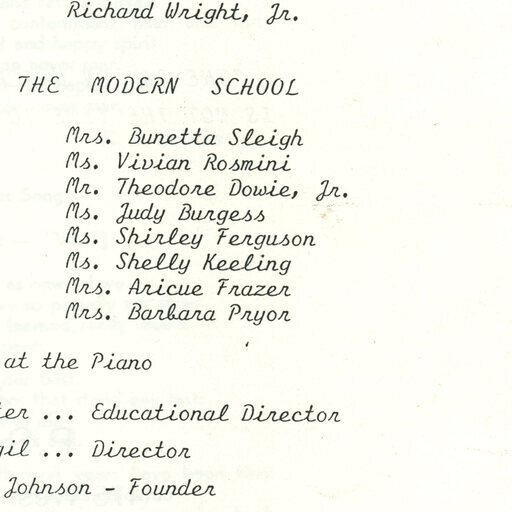 Richard Wright, Jr.
THE MODERN SCHOOL
Mrs. Bunetta Sleigh
Ms. Vivian Rosmini
Mr. Theodore Dowie, Jr.
Ms. Judy Burgess
Ms. Shirley Ferguson
Ms. Shelly Keeling
Mrs. Aricue Frazer
Mrs. Barbara Pryor
at the Piano
... Educational Director
... Director
Johnson - Founder